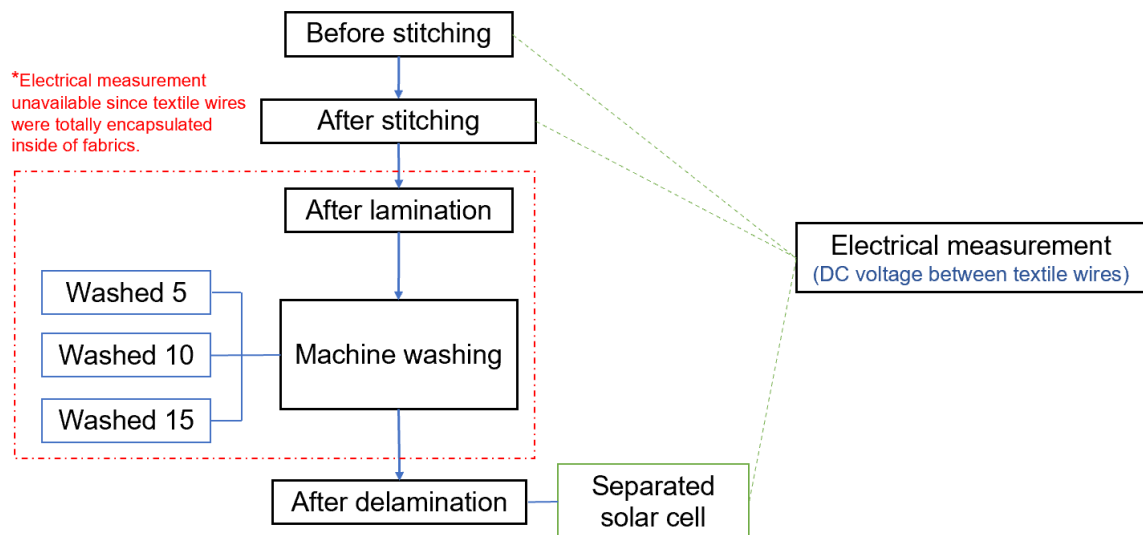 Before stitching
*Electrical measurement
unavailable since textile wires
were totally encapsulated
inside of fabrics.
After stitching
After lamination
Electrical measurement
(DC voltage between textile wires)
Washed 5
Washed 10
Machine washing
Washed 15
After delamination
Separated
solar cell